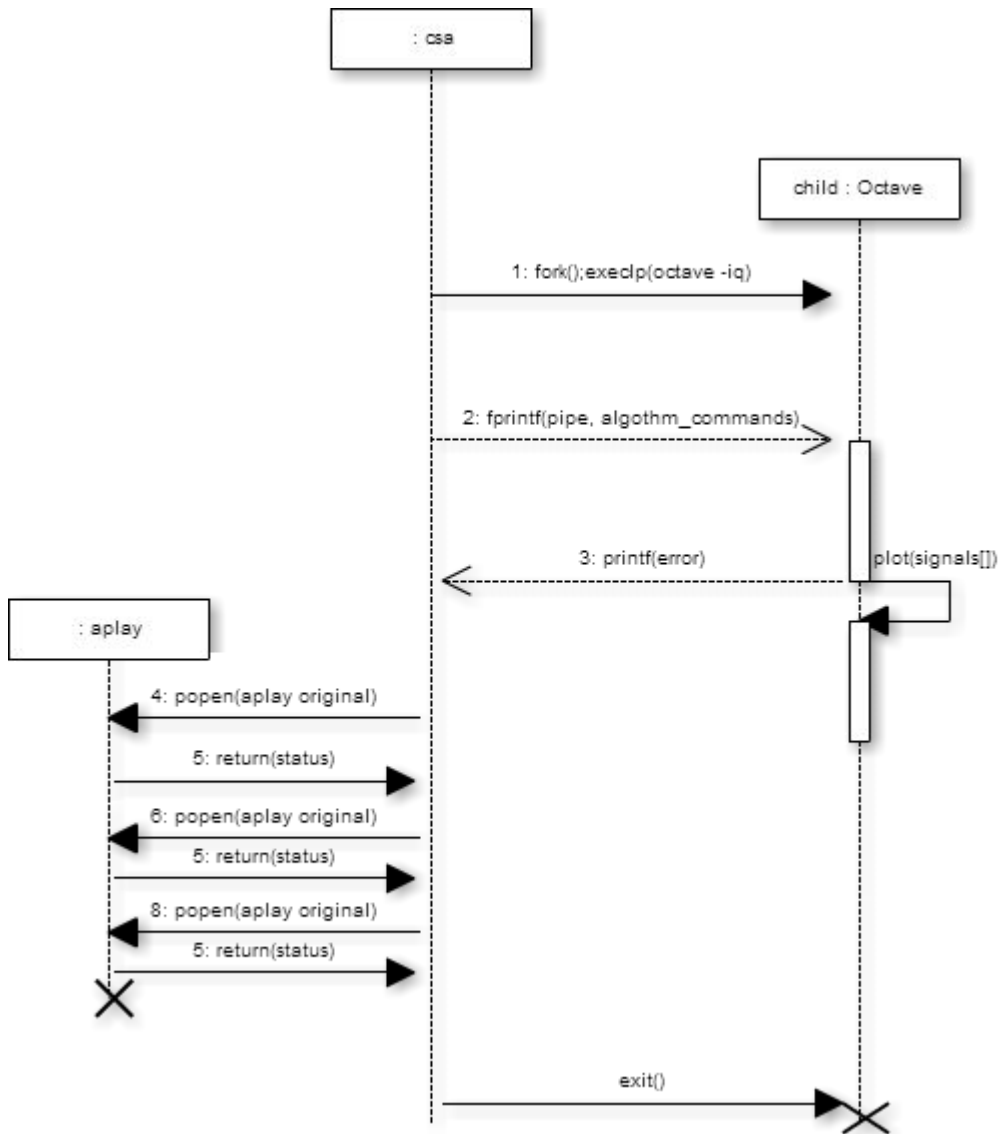 : csa
child : Octave
1: fork();execlp(octave -iq)
2: fprintf(pipe, algothm_commands)
3: printf(error)
plot(signals[])
: aplay
4: popen(aplay original)
5: return(status)
6: popen(aplay original)
5: return(status)
8: popen(aplay original)
5: return(status)
exit()